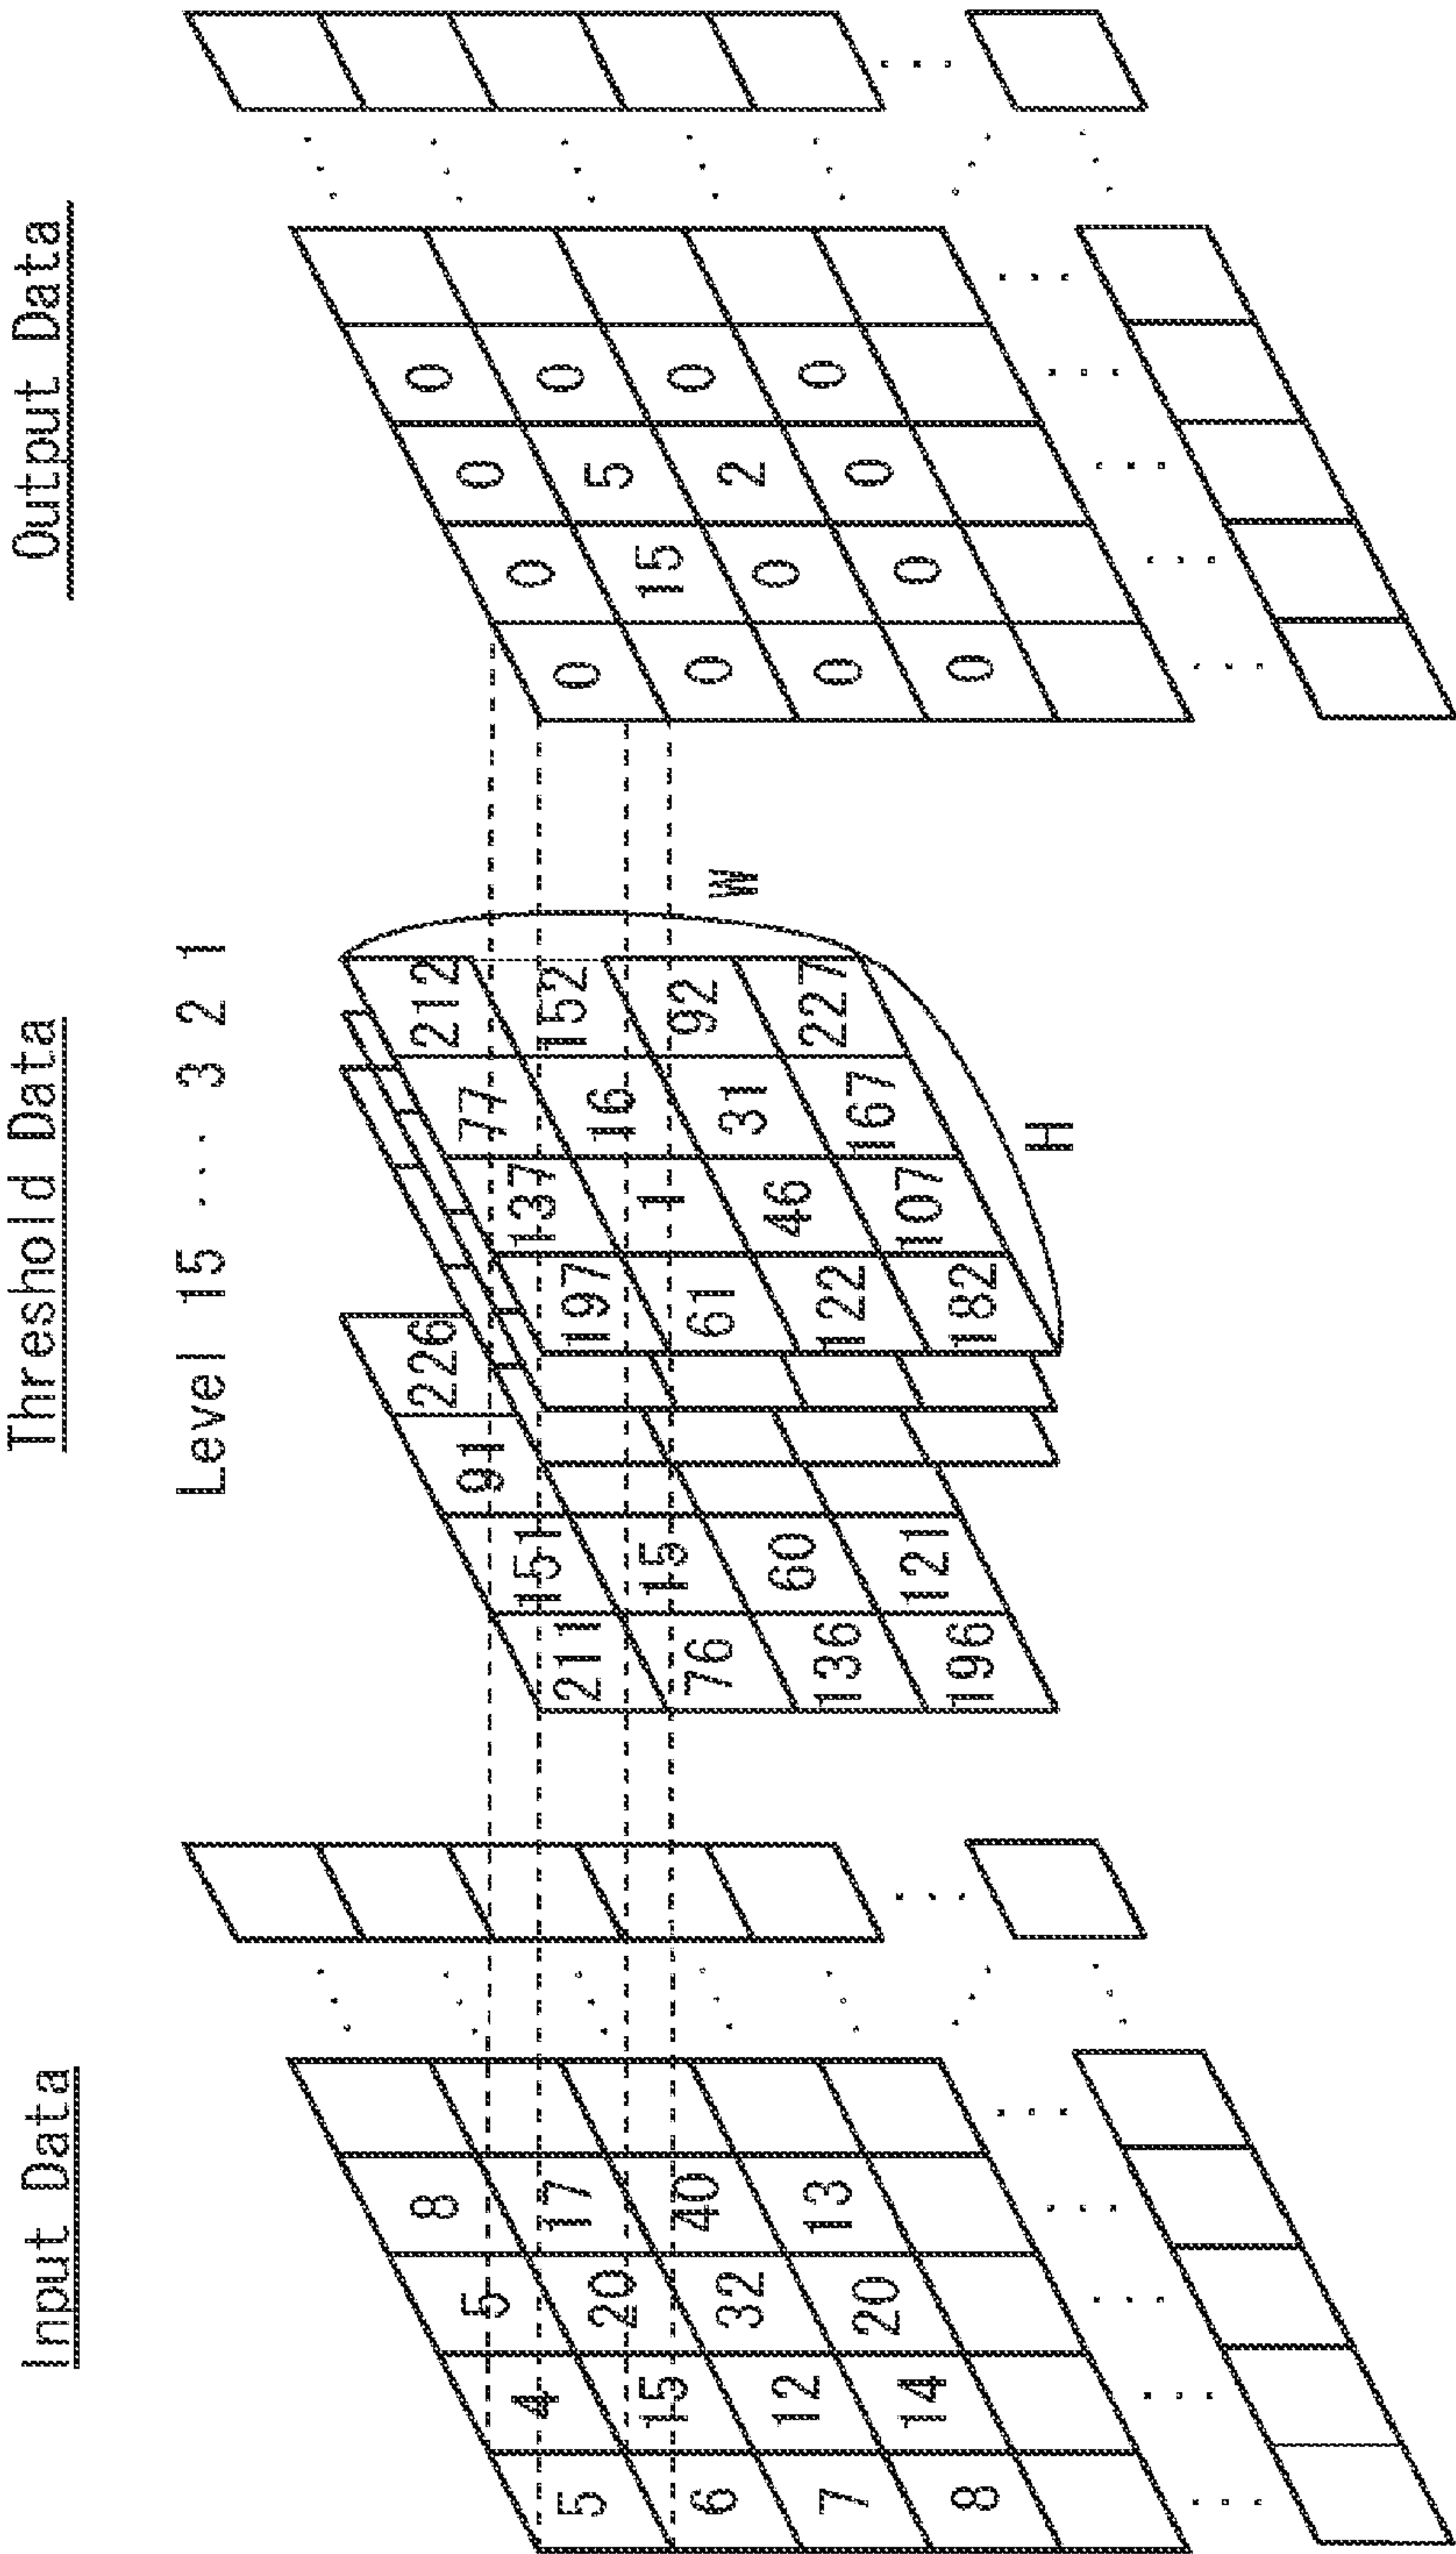 Input Data
5 4 5 8
6 15 20 17
7 12 32 40
8 14 20 13
Threshold Data
Level 15 ... 3 2 1
211 151 91 226
76 15
136 60
196 121
197 137 77 212
61 1 16 152
122 46 31 92
182 107 167 227
H
W
Output Data
0 0 0 0
0 15 5 0
0 0 2 0
0 0 0 0